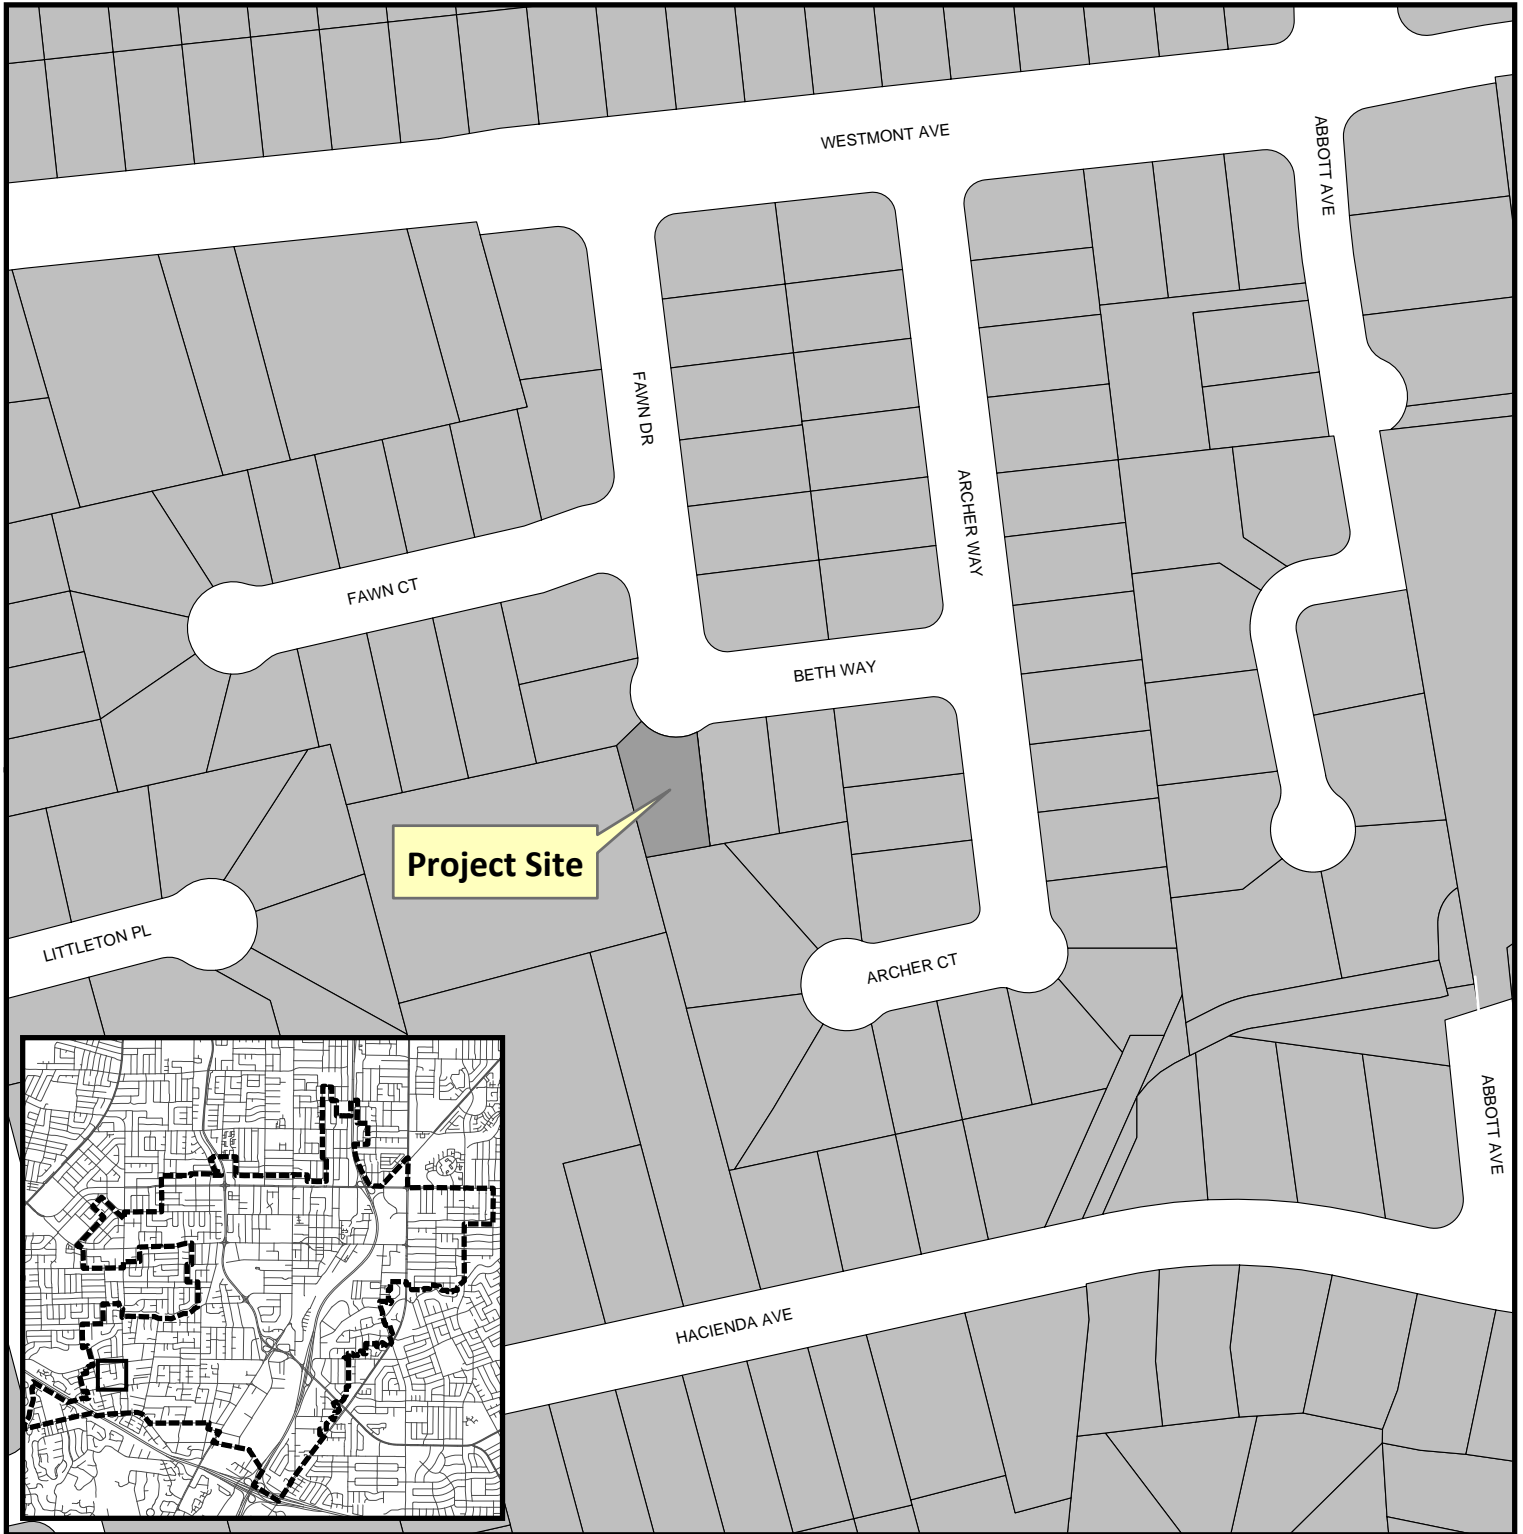 WESTMONT AVE
ABBOTT AVE
FAWN DR
ARCHER WAY
FAWN CT
BETH WAY
Project Site
LITTLETON PL
ARCHER CT
ABBOTT AVE
HACIENDA AVE